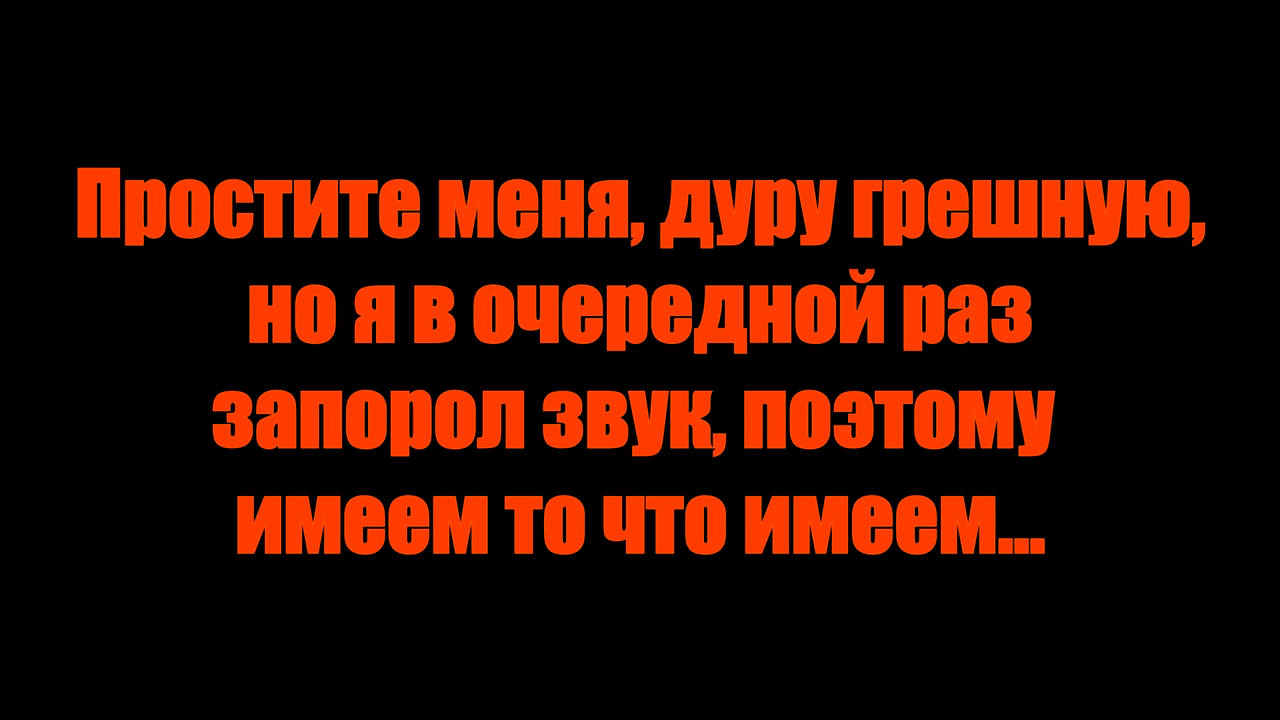 Простите меня, дуру грешную,
но я в очередной раз
запорол звук, поэтому
имеем то что имеем...